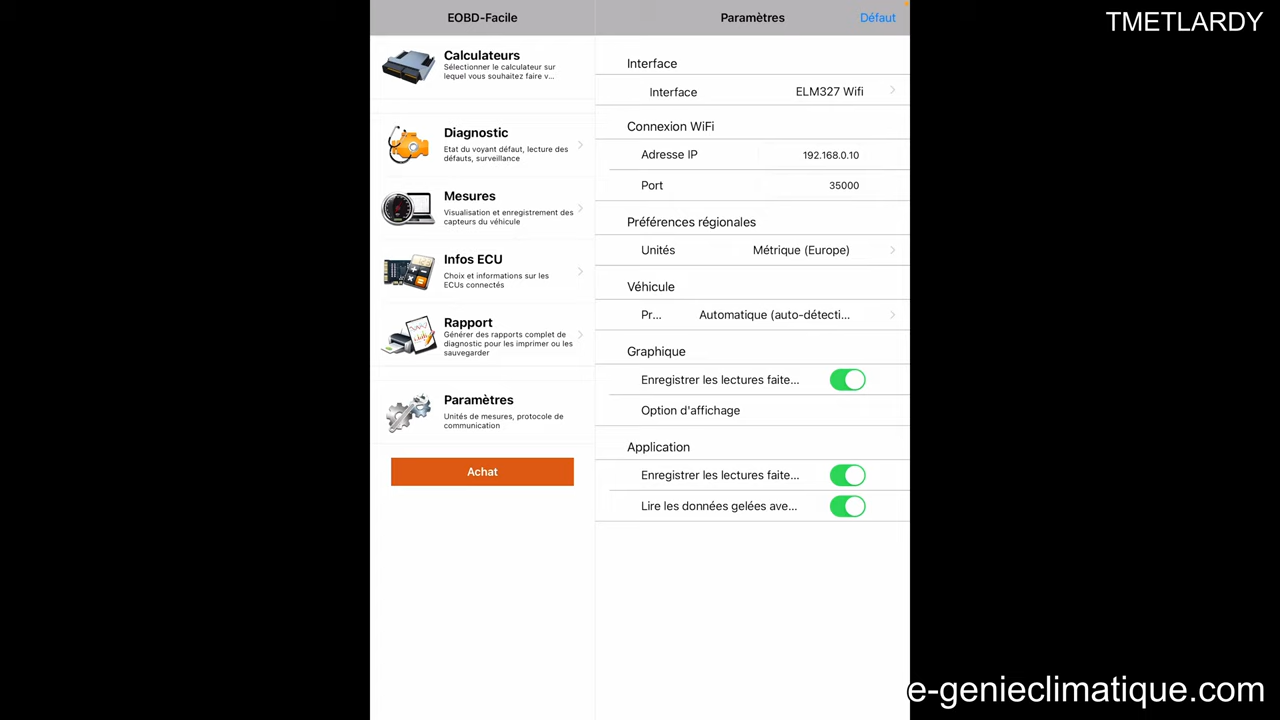 TMETLARDY
EOBD-Facile
Calculateurs
Sélectionner le calculateur sur
lequel vous souhaitez faire v...
Diagnostic
Etat du voyant défaut, lecture des
défauts, surveillance
Mesures
Visualisation et enregistrement des
capteurs du véhicule
Infos ECU
Choix et informations sur les
ECUs connectés
Rapport
Générer des rapports complet de
diagnostic pour les imprimer ou les
sauvegarder
Paramètres
Unités de mesures, protocole de
communication
Achat
Paramètres Défaut
Interface
Interface ELM327 Wifi
Connexion WiFi
Adresse IP 192.168.0.10
Port 35000
Préférences régionales
Unités Métrique (Europe)
Véhicule
Pr... Automatique (auto-détecti...
Graphique
Enregistrer les lectures faite...
Option d'affichage
Application
Enregistrer les lectures faite...
Lire les données gelées ave...
e-genieclimatique.com